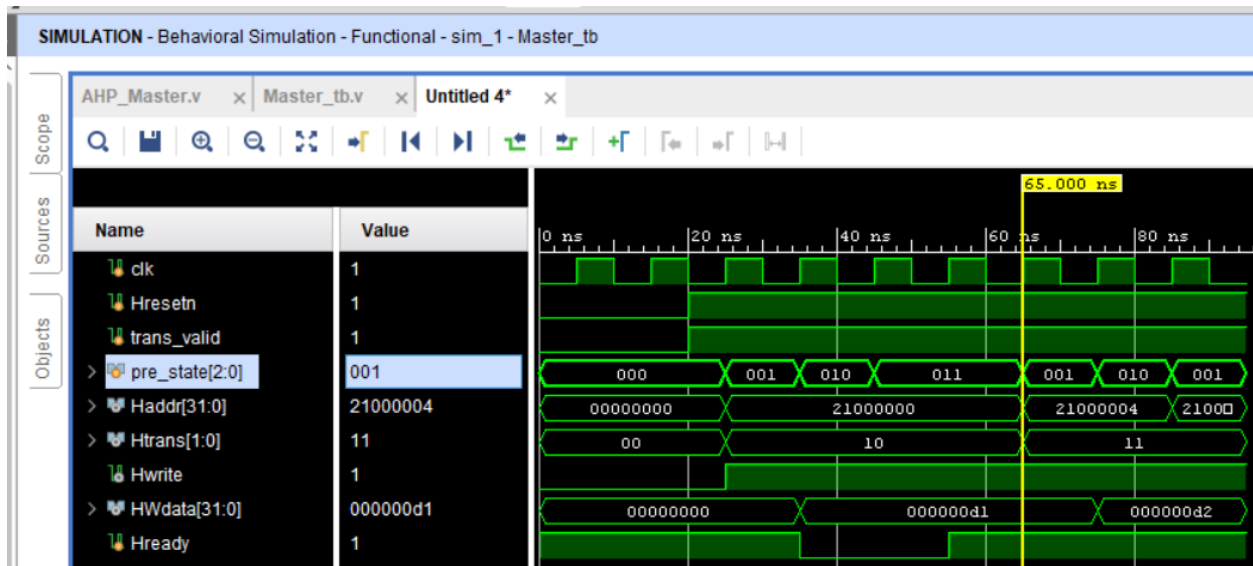 SIMULATION - Behavioral Simulation - Functional - sim_1 - Master_tb
AHP_Master.v × Master_tb.v × Untitled 4* ×
Scope
Sources
Objects
65.000 ns
Name Value 0 ns 20 ns 40 ns 60 ns 80 ns
clk 1
Hresetn 1
trans_valid 1
pre_state[2:0] 001 000 001 010 011 001 010 001
Haddr[31:0] 21000004 00000000 21000000 21000004 2100
Htrans[1:0] 11 00 10 11
Hwrite 1
HWdata[31:0] 000000d1 00000000 000000d1 000000d2
Hready 1